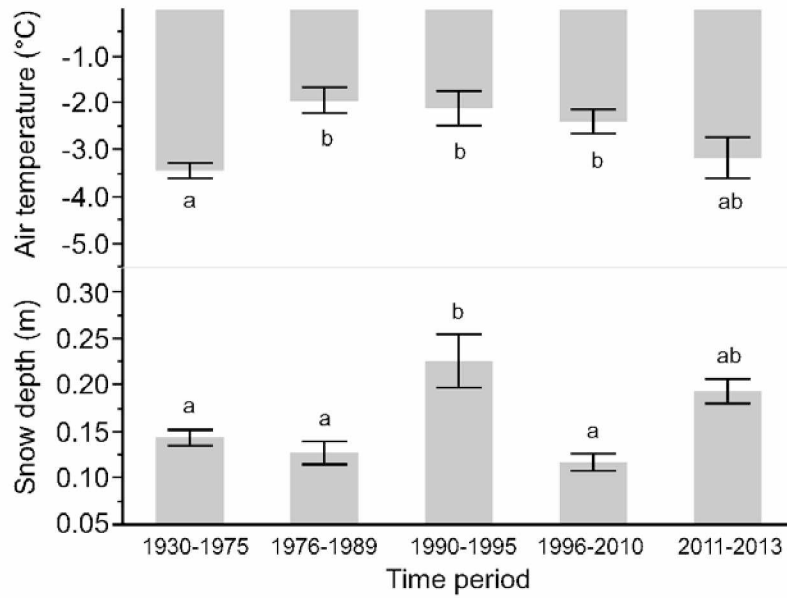 Air temperature (°C)
-1.0
-2.0
-3.0
-4.0
-5.0
a
b
b
b
ab
Snow depth (m)
0.30
0.25
0.20
0.15
0.10
0.05
a
a
b
a
ab
1930-1975 1976-1989 1990-1995 1996-2010 2011-2013
Time period